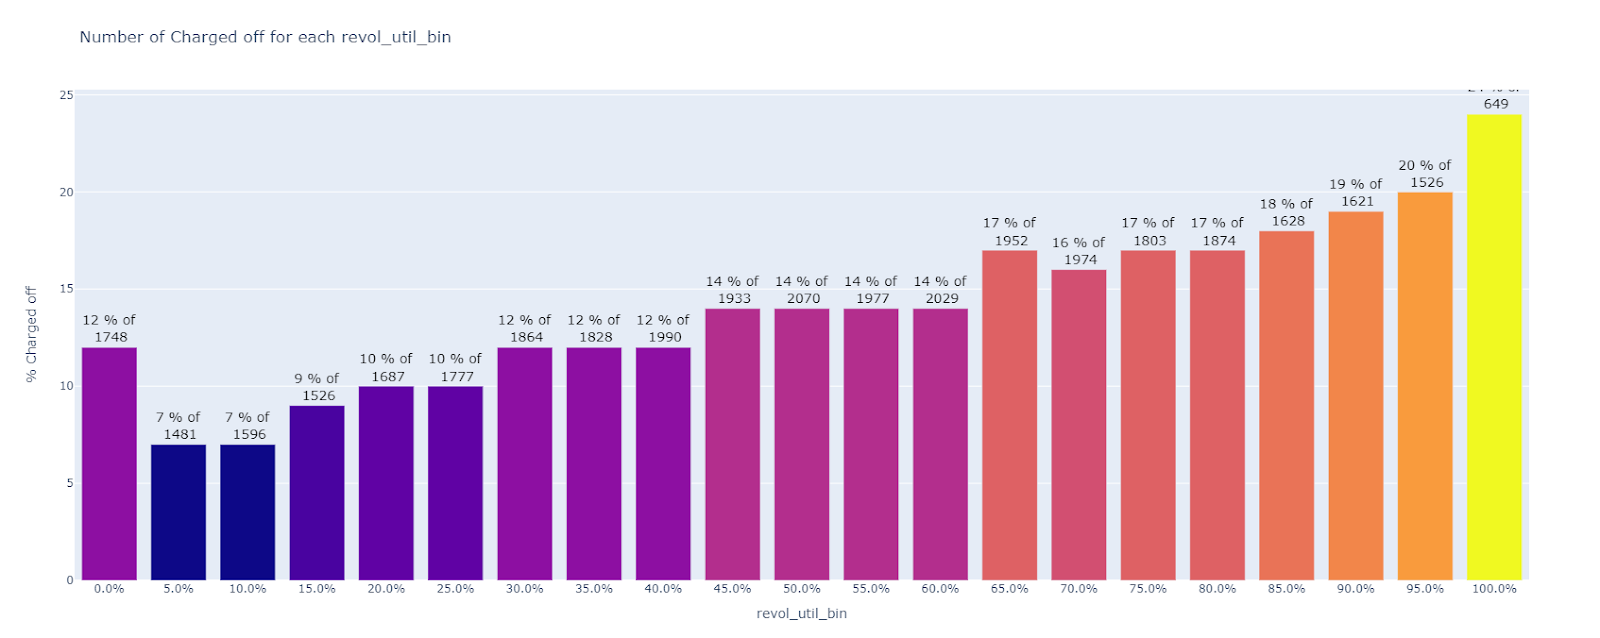 Number of Charged off for each revol_util_bin
25
20
15
10
5
0
% Charged off
12 % of
1748
7 % of
1481
7 % of
1596
9 % of
1526
10 % of
1687
10 % of
1777
12 % of
1864
12 % of
1828
12 % of
1990
14 % of
1933
14 % of
2070
14 % of
1977
14 % of
2029
17 % of
1952
16 % of
1974
17 % of
1803
17 % of
1874
18 % of
1628
19 % of
1621
20 % of
1526
649
0.0% 5.0% 10.0% 15.0% 20.0% 25.0% 30.0% 35.0% 40.0% 45.0% 50.0% 55.0% 60.0% 65.0% 70.0% 75.0% 80.0% 85.0% 90.0% 95.0% 100.0%
revol_util_bin